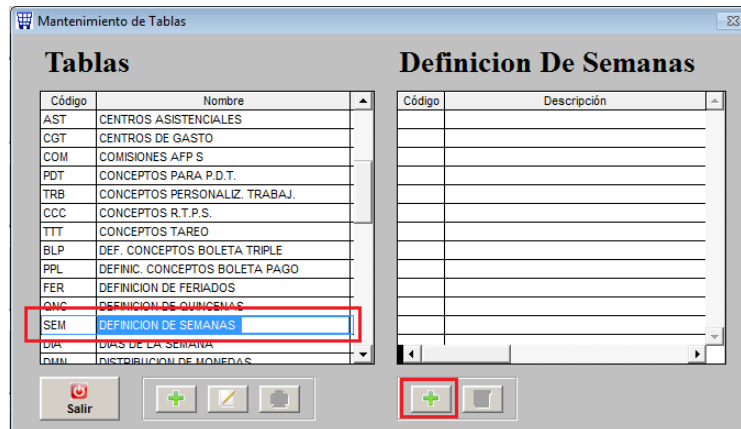 Mantenimiento de Tablas
Tablas
Código Nombre
AST CENTROS ASISTENCIALES
CGT CENTROS DE GASTO
COM COMISIONES AFP S
PDT CONCEPTOS PARA P.D.T.
TRB CONCEPTOS PERSONALIZ. TRABAJ.
CCC CONCEPTOS R.T.P.S.
TTT CONCEPTOS TAREO
BLP DEF. CONCEPTOS BOLETA TRIPLE
PPL DEFINIC. CONCEPTOS BOLETA PAGO
FER DEFINICION DE FERIADOS
QNC DEFINICION DE QUINCENAS
SEM DEFINICION DE SEMANAS
DIA DIAS DE LA SEMANA
DMN DISTRIBUCION DE MONEDAS
Salir
Definicion De Semanas
Código Descripción